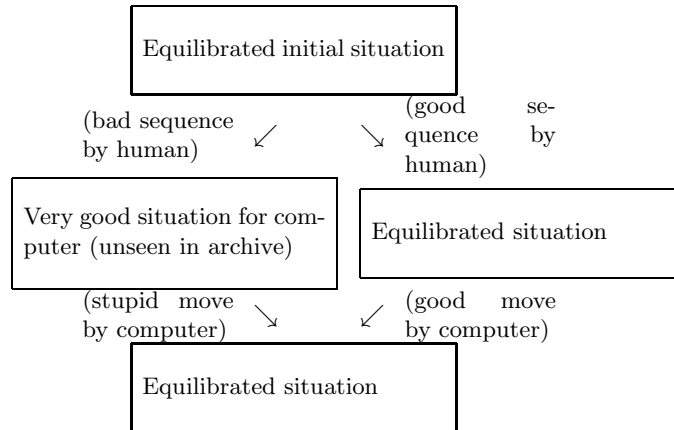 Equilibrated initial situation
(bad sequence
by human)
(good se-
quence by
human)
Very good situation for com-
puter (unseen in archive)
Equilibrated situation
(stupid move
by computer)
(good move
by computer)
Equilibrated situation